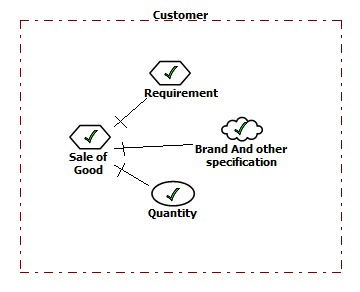 Customer
Requirement
Sale of
Good
Brand And other
specification
Quantity